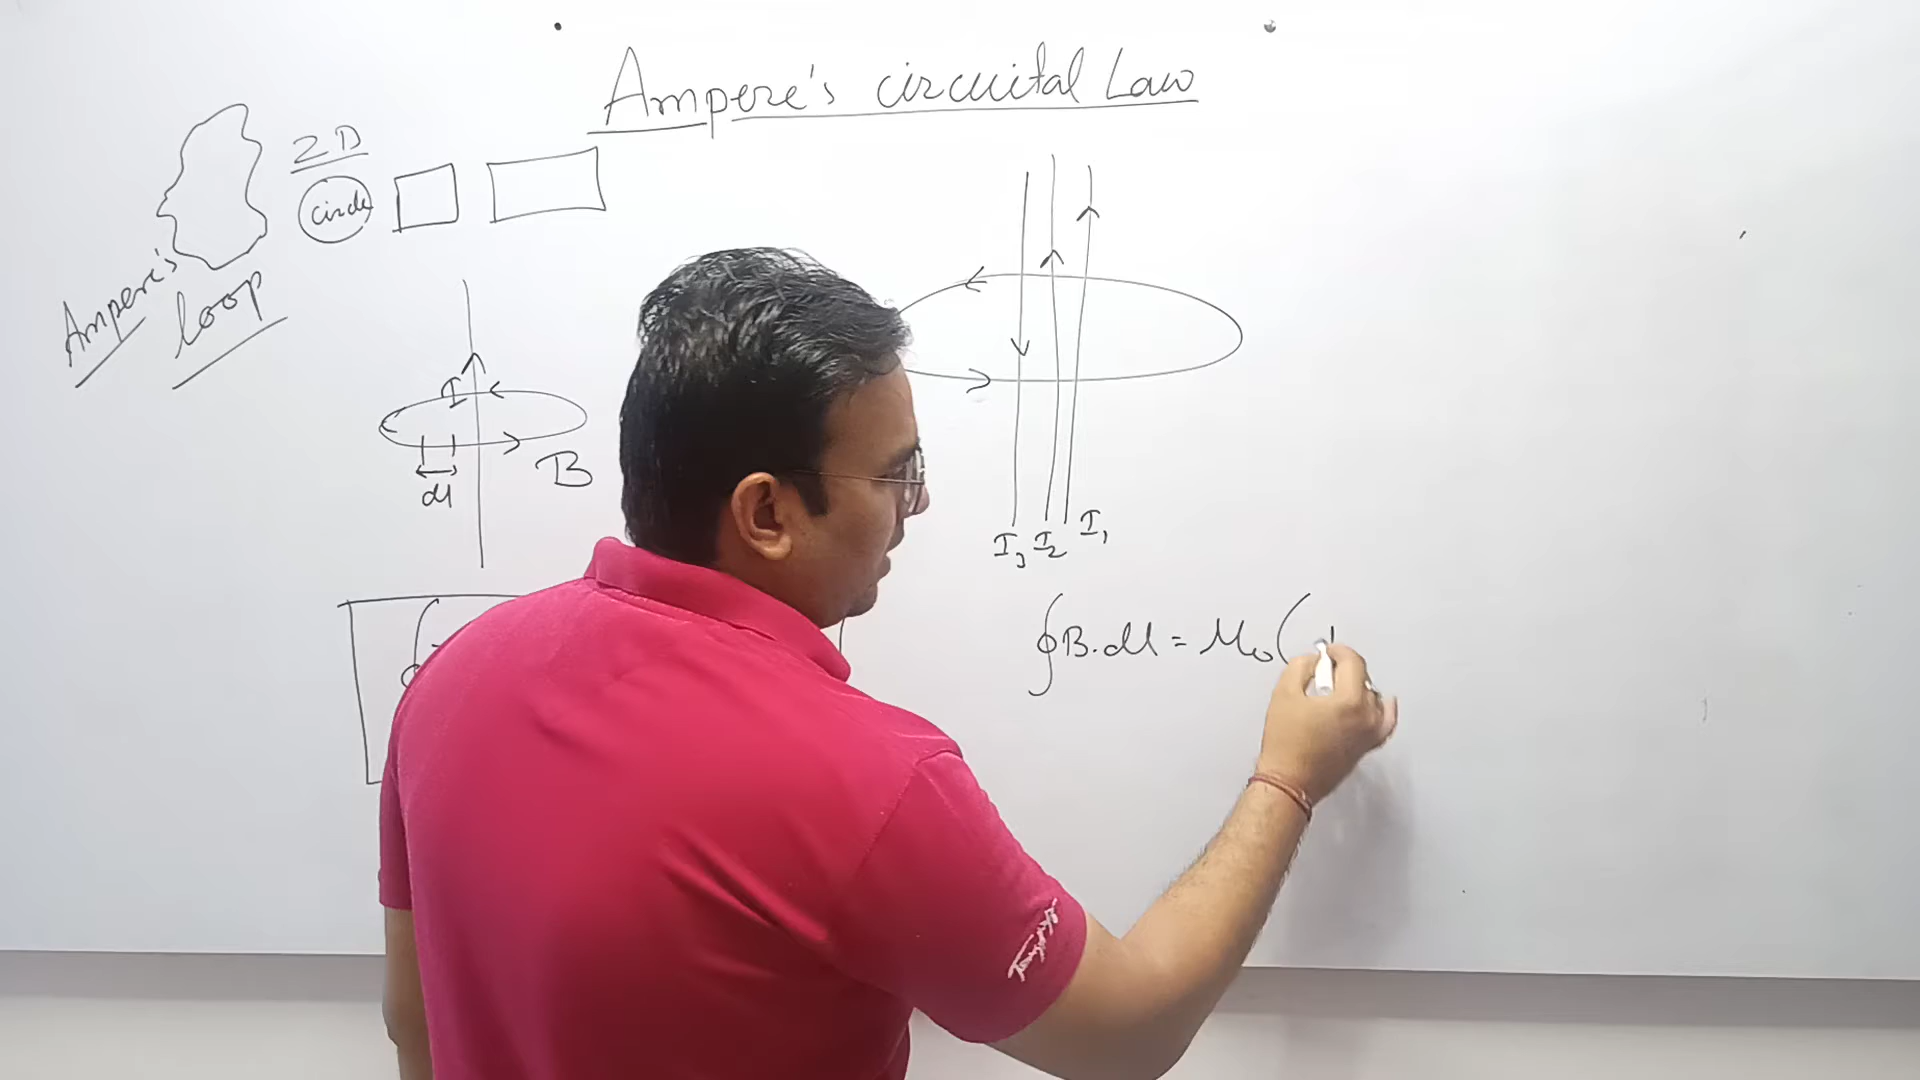 Ampere's circuital Law
2D
circle
Ampere's
loop
I
B
dl
I₃ I₂ I₁
∮B.dl = μ₀(